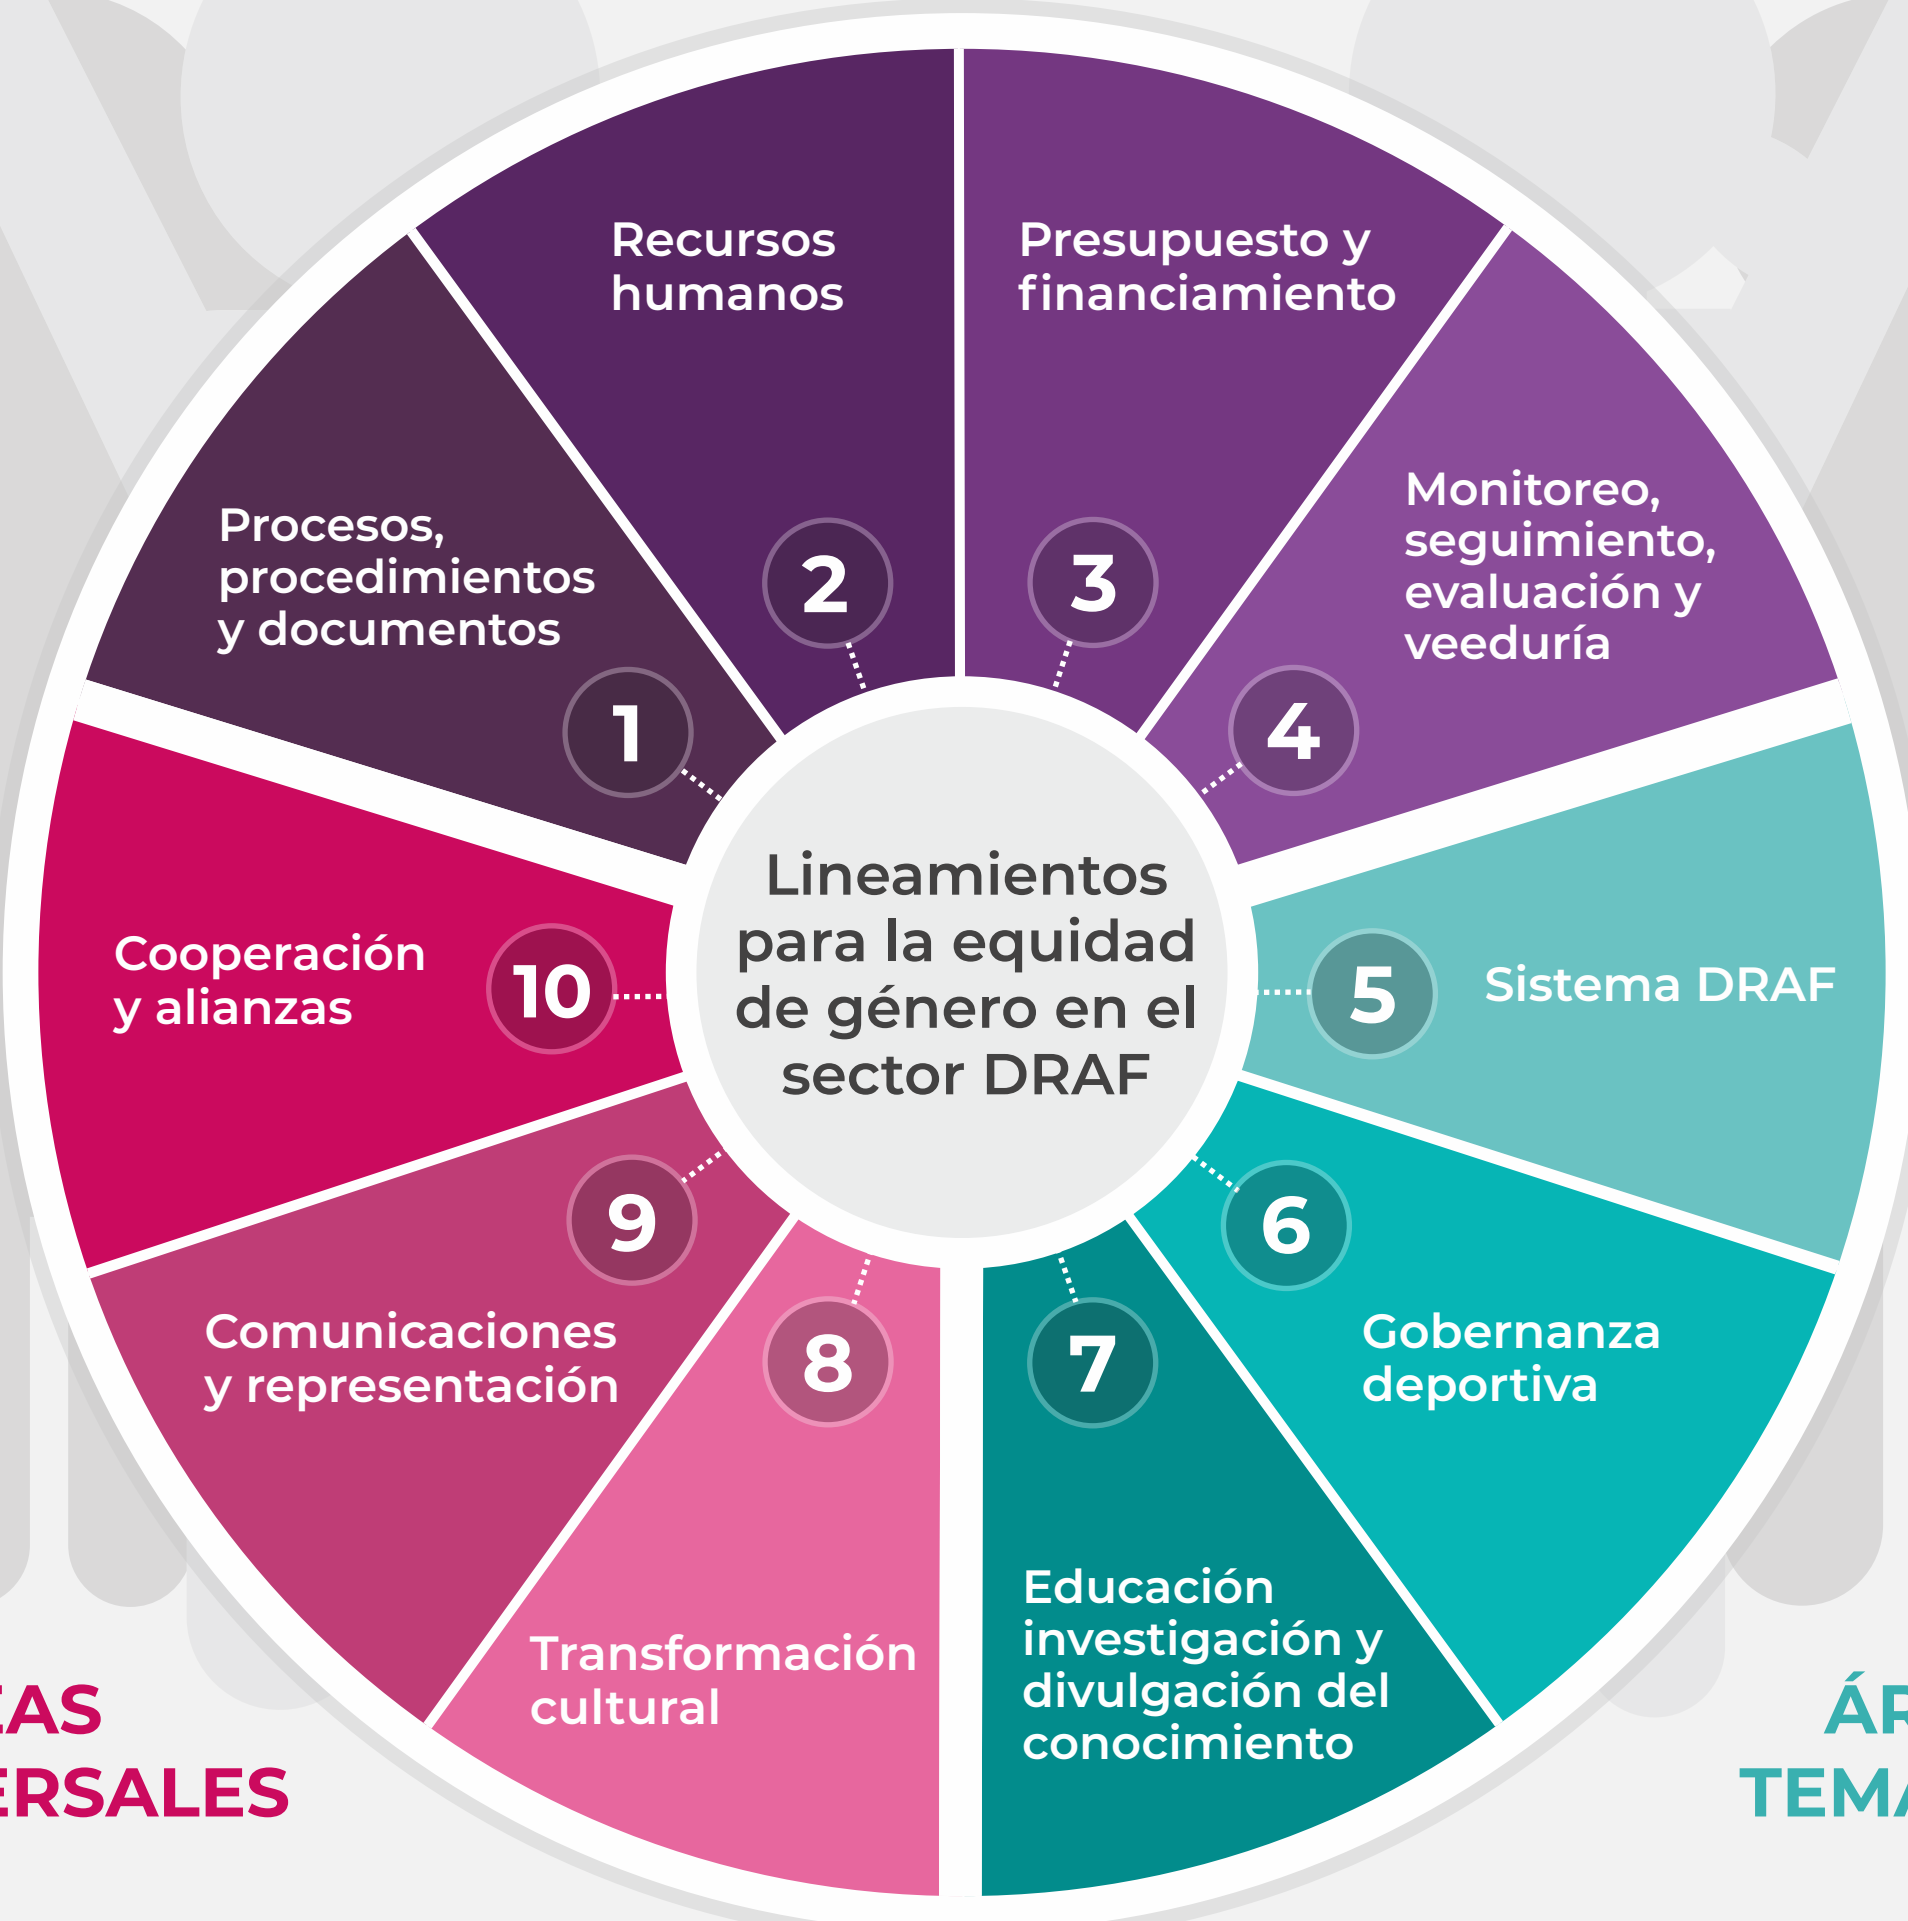 Recursos
humanos
Presupuesto y
financiamiento
Monitoreo,
seguimiento,
evaluación y
veeduría
Procesos,
procedimientos
y documentos
2
3
1
4
Lineamientos
para la equidad
de género en el
sector DRAF
Cooperación
y alianzas
10
5
Sistema DRAF
9
6
Comunicaciones
y representación
8
7
Gobernanza
deportiva
Transformación
cultural
Educación
investigación y
divulgación del
conocimiento